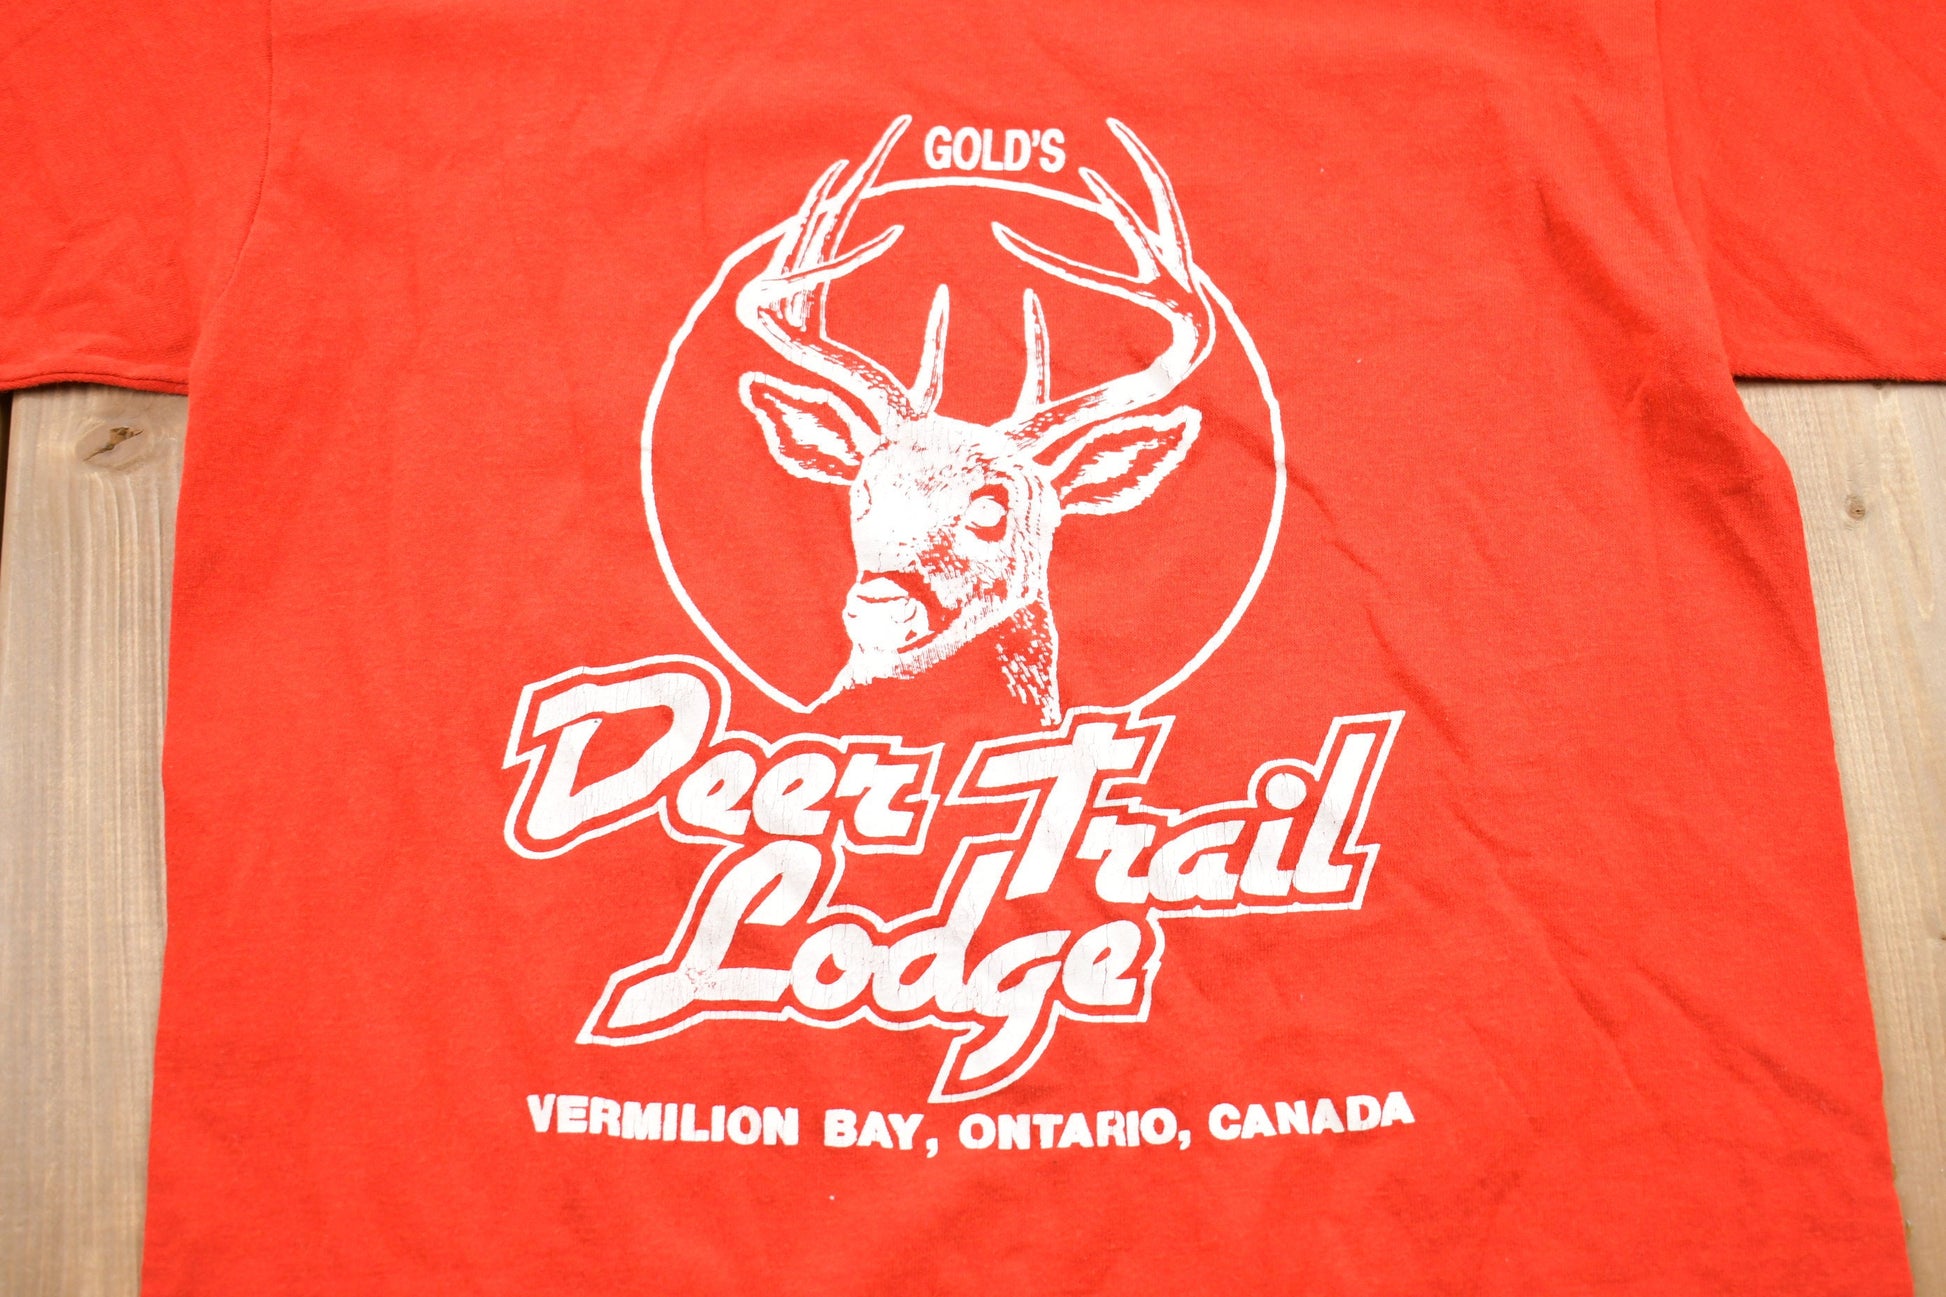 GOLD'S
Deer Trail
Lodge
VERMILION BAY, ONTARIO, CANADA